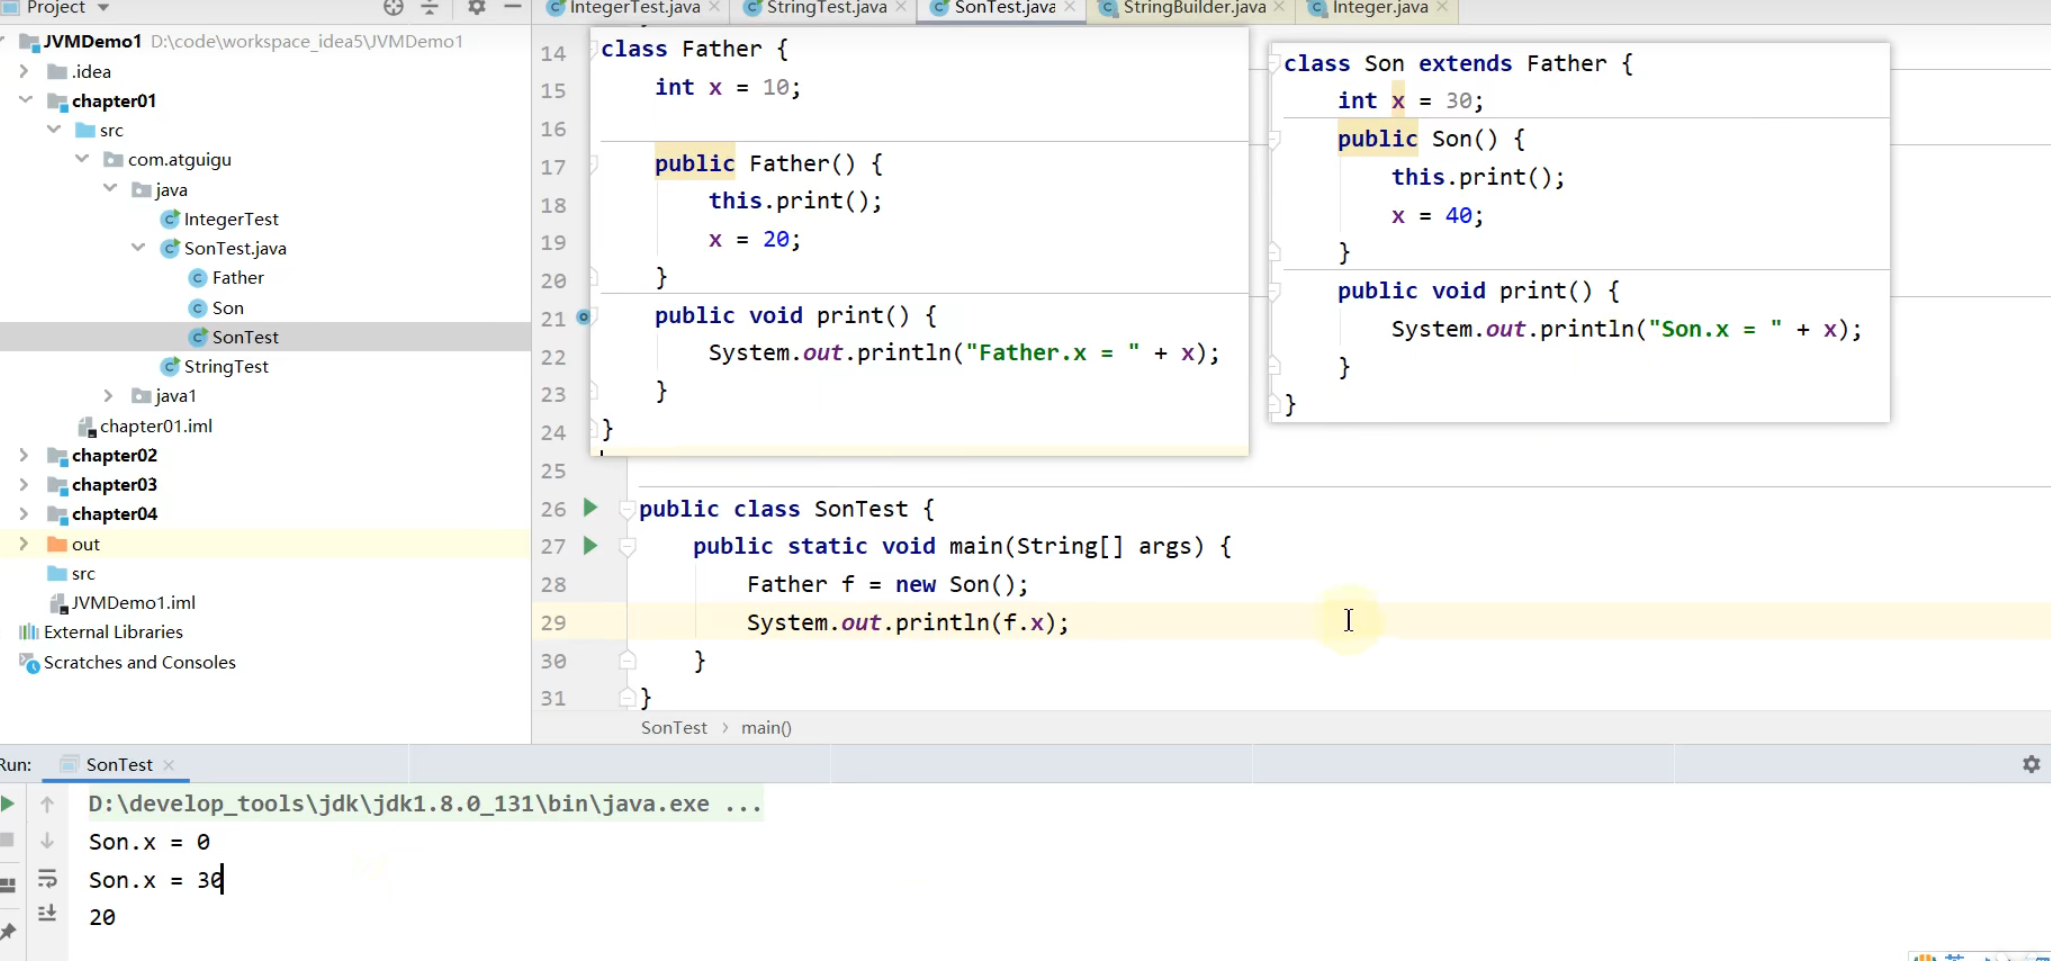 Project
JVMDemo1 D:\code\workspace_idea5\JVMDemo1
.idea
chapter01
src
com.atguigu
java
IntegerTest
SonTest.java
Father
Son
SonTest
StringTest
java1
chapter01.iml
chapter02
chapter03
chapter04
out
src
JVMDemo1.iml
External Libraries
Scratches and Consoles
IntegerTest.java StringTest.java SonTest.java StringBuilder.java Integer.java
14 class Father {
15 int x = 10;
16
17 public Father() {
18 this.print();
19 x = 20;
20 }
21 public void print() {
22 System.out.println("Father.x = " + x);
23 }
24 }
25
class Son extends Father {
int x = 30;
public Son() {
this.print();
x = 40;
}
public void print() {
System.out.println("Son.x = " + x);
}
}
26 public class SonTest {
27 public static void main(String[] args) {
28 Father f = new Son();
29 System.out.println(f.x);
30 }
31 }
SonTest › main()
Run: SonTest
D:\develop_tools\jdk\jdk1.8.0_131\bin\java.exe ...
Son.x = 0
Son.x = 30
20